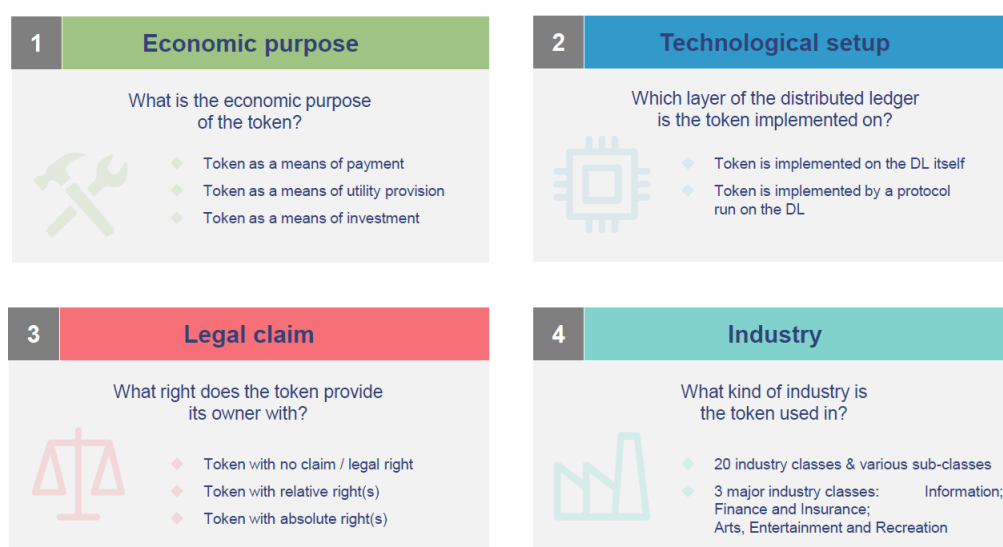 1
Economic purpose
What is the economic purpose
of the token?
Token as a means of payment
Token as a means of utility provision
Token as a means of investment
2
Technological setup
Which layer of the distributed ledger
is the token implemented on?
Token is implemented on the DL itself
Token is implemented by a protocol
run on the DL
3
Legal claim
What right does the token provide
its owner with?
Token with no claim / legal right
Token with relative right(s)
Token with absolute right(s)
4
Industry
What kind of industry is
the token used in?
20 industry classes & various sub-classes
3 major industry classes: Information;
Finance and Insurance;
Arts, Entertainment and Recreation